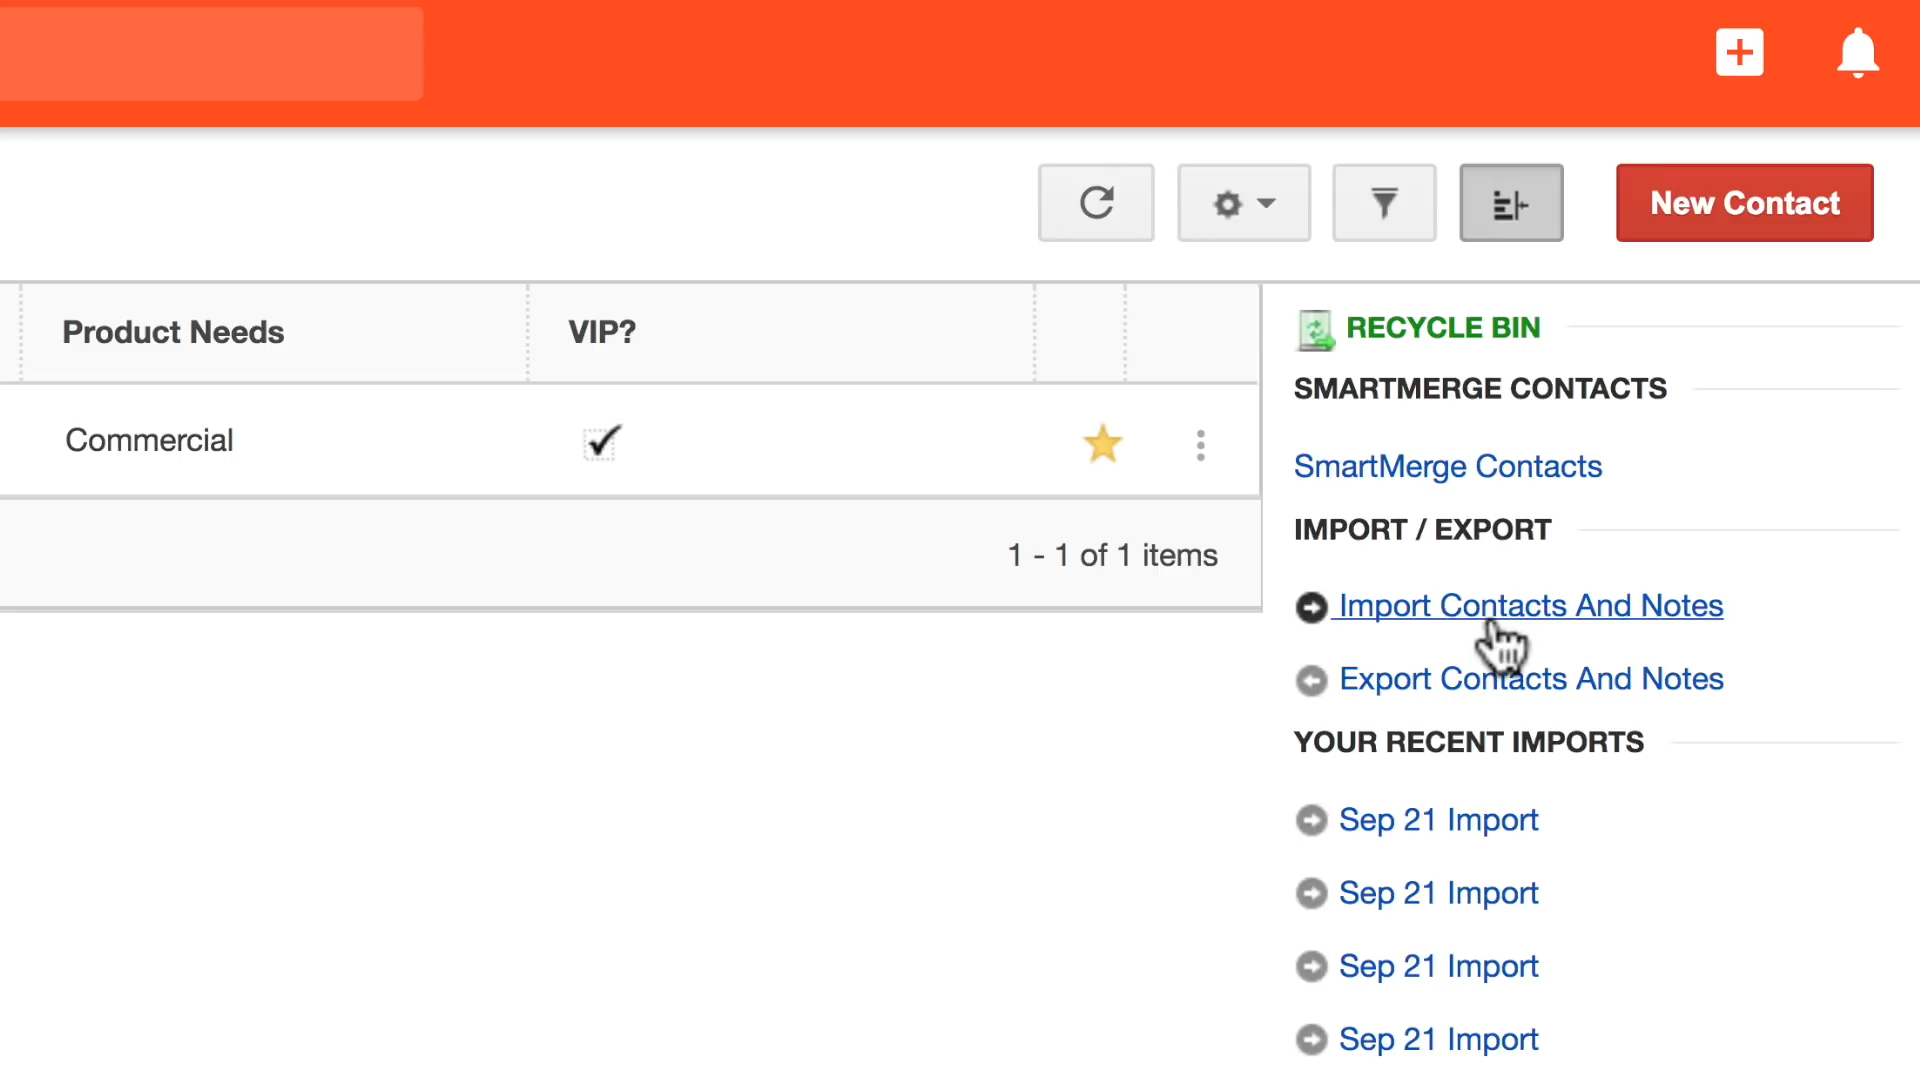 New Contact
Product Needs
VIP?
Commercial
1 - 1 of 1 items
RECYCLE BIN
SMARTMERGE CONTACTS
SmartMerge Contacts
IMPORT / EXPORT
Import Contacts And Notes
Export Contacts And Notes
YOUR RECENT IMPORTS
Sep 21 Import
Sep 21 Import
Sep 21 Import
Sep 21 Import